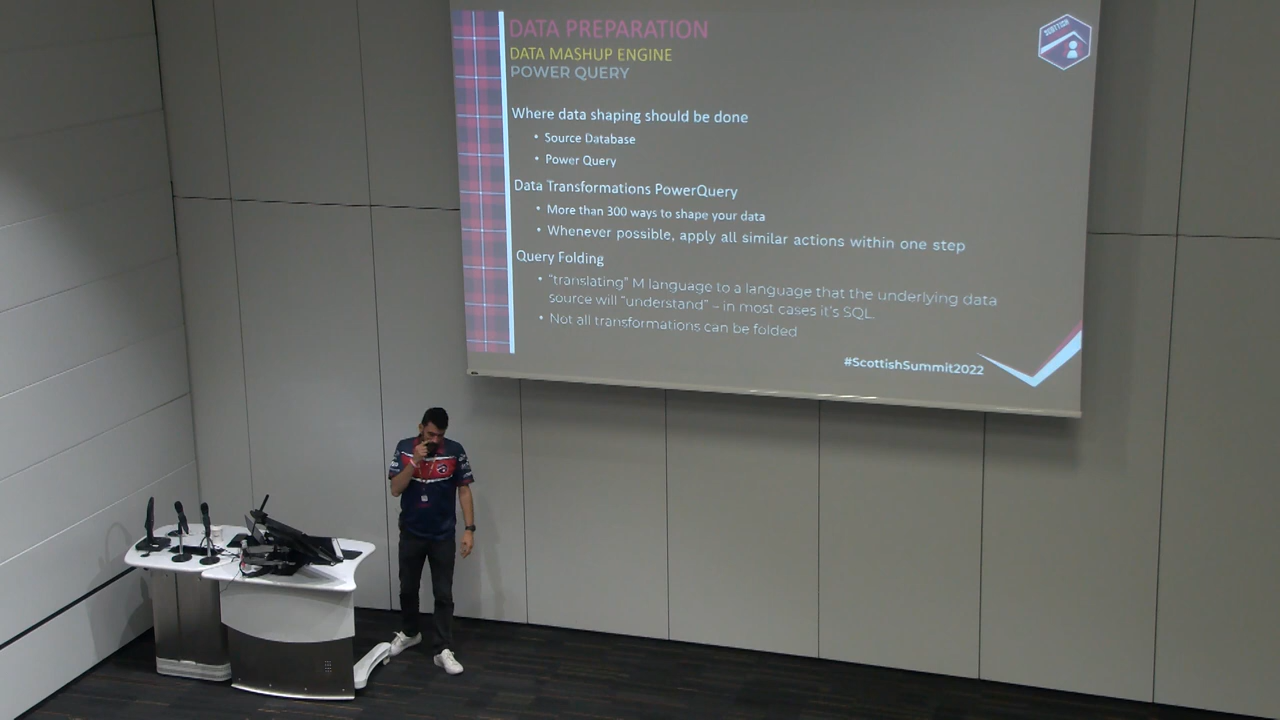 DATA PREPARATION
DATA MASHUP ENGINE
POWER QUERY
SCOTTISH
Where data shaping should be done
• Source Database
• Power Query
Data Transformations PowerQuery
• More than 300 ways to shape your data
• Whenever possible, apply all similar actions within one step
Query Folding
• "translating" M language to a language that the underlying data
source will "understand" – in most cases it's SQL.
• Not all transformations can be folded
#ScottishSummit2022